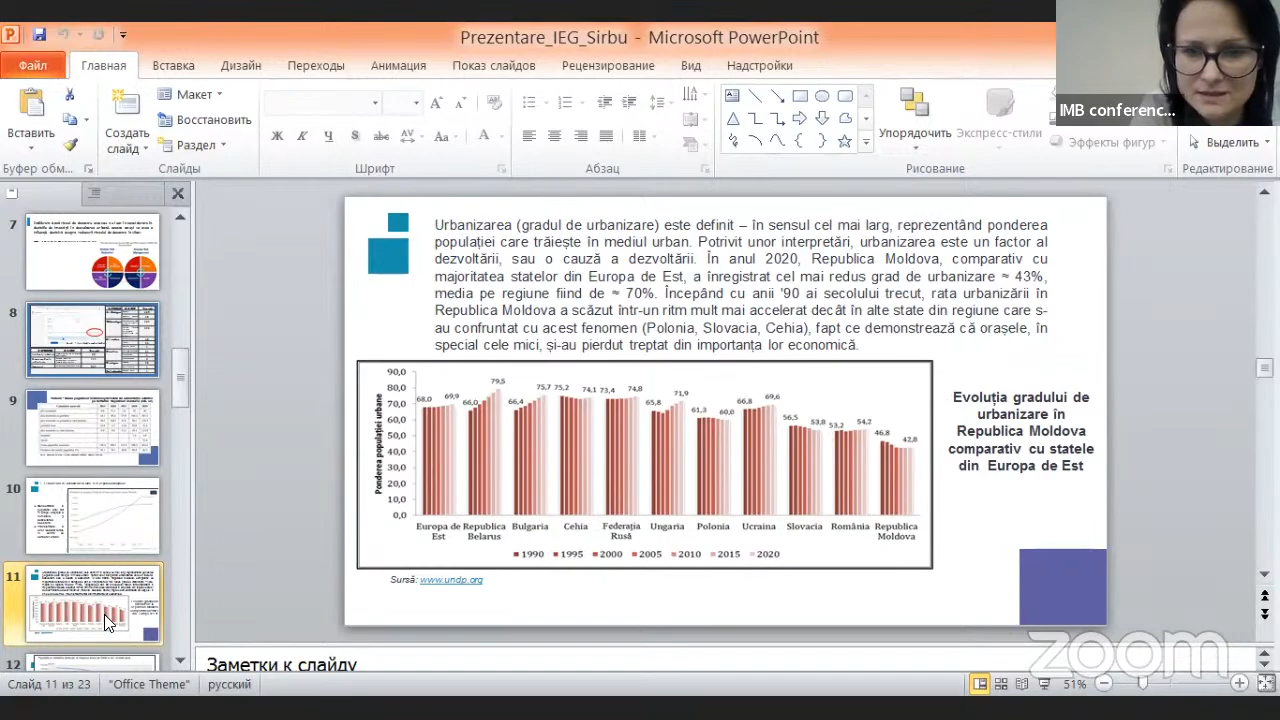 Prezentare_IEG_Sirbu - Microsoft PowerPoint
Файл Главная Вставка Дизайн Переходы Анимация Показ слайдов Рецензирование Вид Надстройки
IMB conferenc...
Вставить
Создать слайд
Макет
Восстановить
Раздел
Упорядочить
Экспресс-стили
Эффекты фигур
Выделить
Буфер обм...
Слайды
Шрифт
Абзац
Рисование
Редактирование
7
8
9
10
11
12
Urbanizarea (gradul de urbanizare) este definită în sensul cel mai larg, reprezentând ponderea
populației care trăiește în mediul urban. Potrivit unor interpretări, urbanizarea este un factor al
dezvoltării, sau o cauză a dezvoltării. În anul 2020, Republica Moldova, comparativ cu
majoritatea statelor din Europa de Est, a înregistrat cel mai redus grad de urbanizare ≈ 43%,
media pe regiune fiind de ≈ 70%. Începând cu anii '90 ai secolului trecut, rata urbanizării în
Republica Moldova a scăzut într-un ritm mult mai accelerat decât în alte state din regiune care s-
au confruntat cu acest fenomen (Polonia, Slovacia, Cehia), fapt ce demonstrează că orașele, în
special cele mici, și-au pierdut treptat din importanța lor economică.
Ponderea populației urbane
90,0
80,0
70,0
60,0
50,0
40,0
30,0
20,0
10,0
0,0
68,0 69,9 66,0 79,5 66,4 75,7 75,2 74,1 73,4 74,8 65,8 71,9 61,3 60,0 66,8 69,6 56,5 53,8 53,2 54,2 46,8 42,8
Europa de Est
Republica Belarus
Bulgaria
Cehia
Federația Rusă
Ungaria
Polonia
Ucraina
Slovacia
România
Republica Moldova
1990 1995 2000 2005 2010 2015 2020
Evoluția gradului de
urbanizare în
Republica Moldova
comparativ cu statele
din Europa de Est
Sursă: www.undp.org
zoom
Заметки к слайду
Слайд 11 из 23 "Office Theme" русский 51%